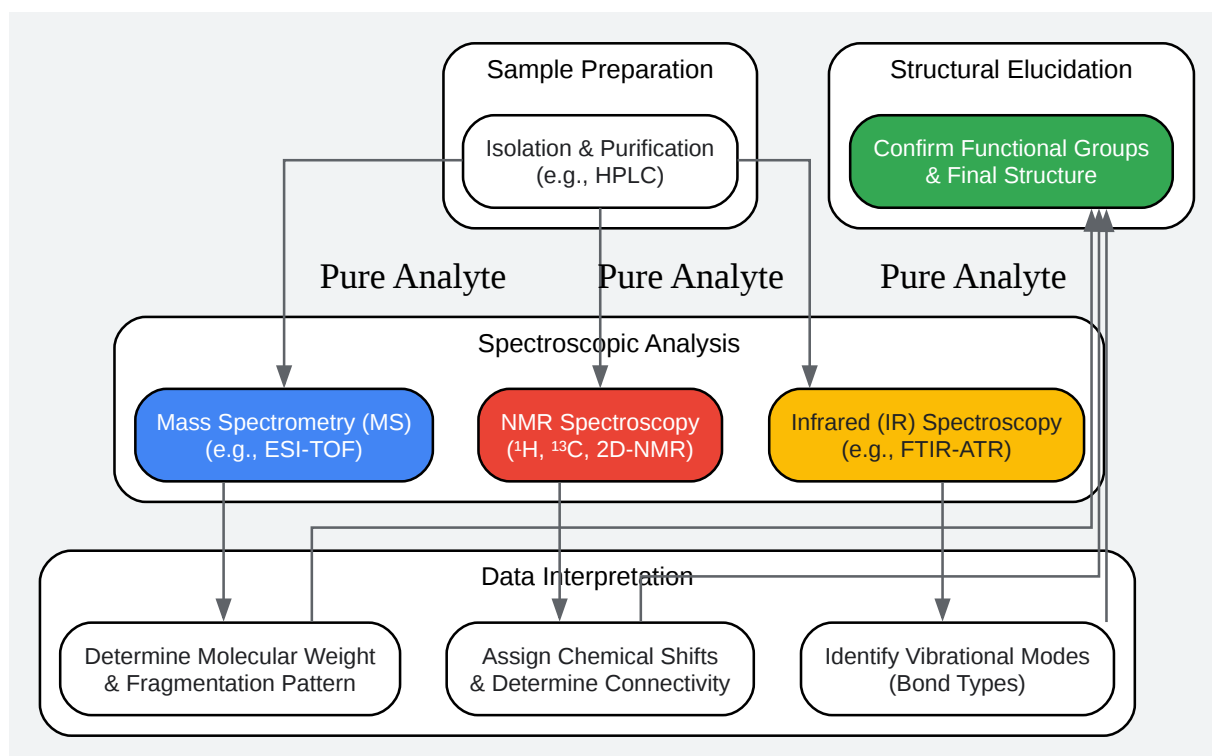 Sample Preparation
Structural Elucidation
Isolation & Purification
(e.g., HPLC)
Confirm Functional Groups
& Final Structure
Pure Analyte
Pure Analyte
Pure Analyte
Spectroscopic Analysis
Mass Spectrometry (MS)
(e.g., ESI-TOF)
NMR Spectroscopy
(¹H, ¹³C, 2D-NMR)
Infrared (IR) Spectroscopy
(e.g., FTIR-ATR)
Data Interpretation
Determine Molecular Weight
& Fragmentation Pattern
Assign Chemical Shifts
& Determine Connectivity
Identify Vibrational Modes
(Bond Types)